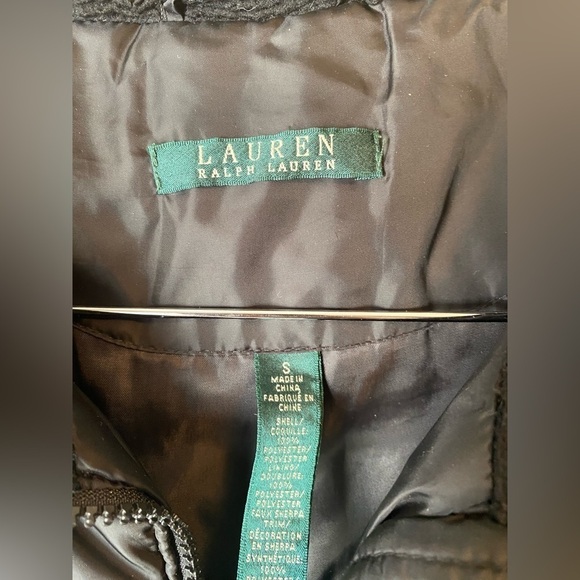 LAUREN
RALPH LAUREN
S
MADE IN
CHINA
FABRIQUÉ EN
CHINE
SHELL/
COQUILLE:
100%
POLYESTER/
POLYESTER
LINING/
DOUBLURE:
100%
POLYESTER/
POLYESTER
FAUX SHERPA
TRIM/
DÉCORATION
EN SHERPA
SYNTHÉTIQUE:
100%
POLYESTER/